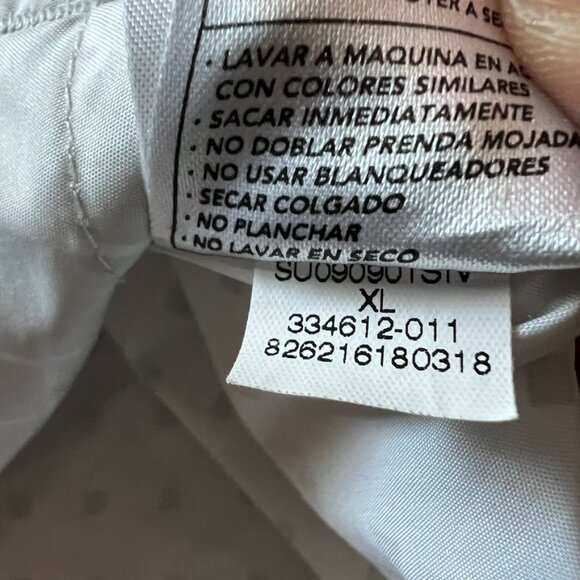 A SE
· LAVAR A MAQUINA EN
CON COLORES SIMILARES
· SACAR INMEDIATAMENTE
· NO DOBLAR PRENDA MOJADA
· NO USAR BLANQUEADORES
· SECAR COLGADO
· NO PLANCHAR
· NO LAVAR EN SECO
XL
334612-011
826216180318